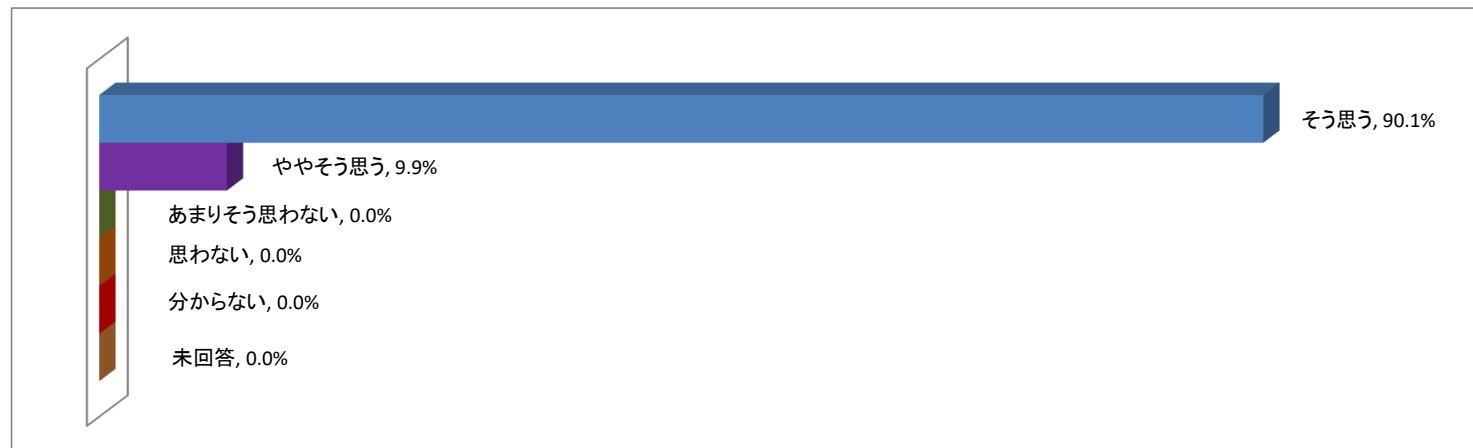 そう思う, 90.1%
ややそう思う, 9.9%
あまりそう思わない, 0.0%
思わない, 0.0%
分からない, 0.0%
未回答, 0.0%